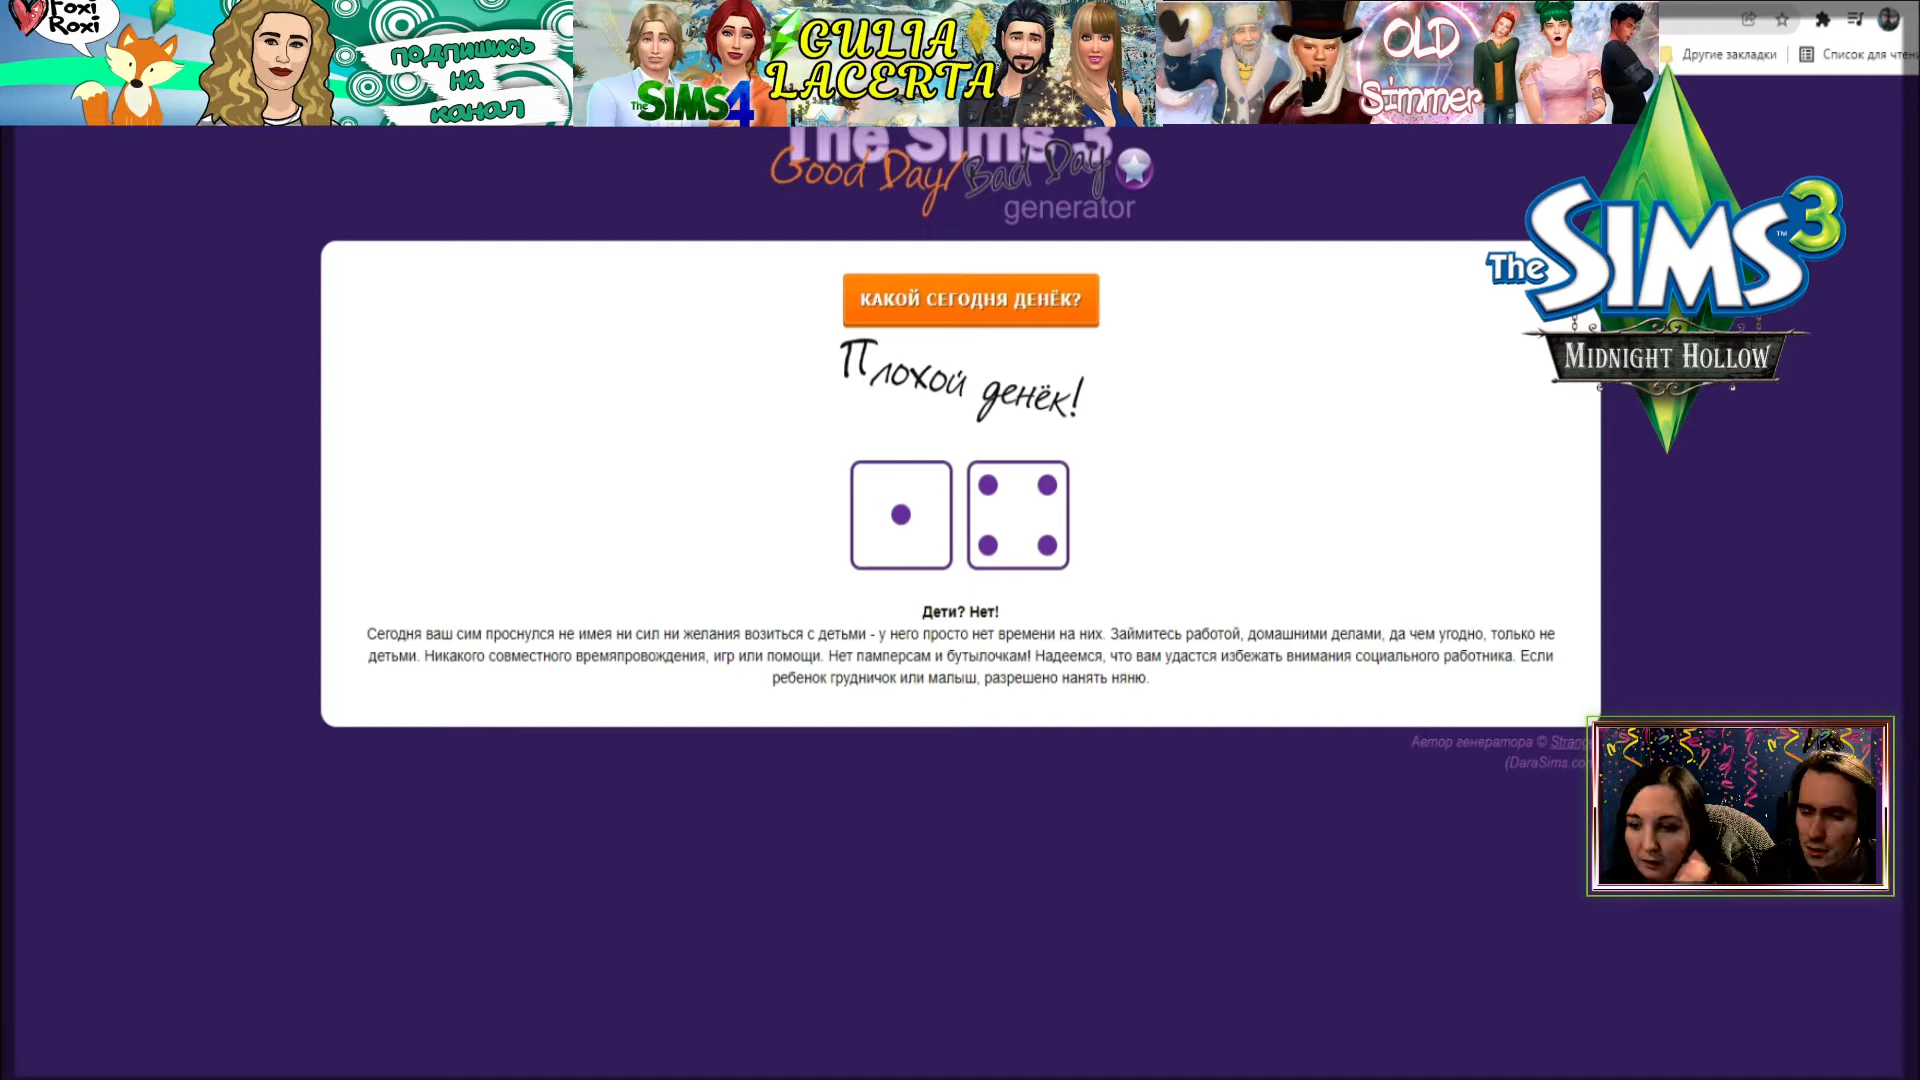 Foxi
Roxi
подпишись
на
канал
GULIA
LACERTA
THE SIMS 4
OLD
Simmer
Другие закладки
Список для чтени
The Sims 3
Good Day/Bad Day
generator
The SIMS 3
™
MIDNIGHT HOLLOW
КАКОЙ СЕГОДНЯ ДЕНЁК?
Плохой денёк!
Дети? Нет!
Сегодня ваш сим проснулся не имея ни сил ни желания возиться с детьми - у него просто нет времени на них. Займитесь работой, домашними делами, да чем угодно, только не
детьми. Никакого совместного времяпровождения, игр или помощи. Нет памперсам и бутылочкам! Надеемся, что вам удастся избежать внимания социального работника. Если
ребенок грудничок или малыш, разрешено нанять няню.
Автор генератора © Strang
(DaraSims.com